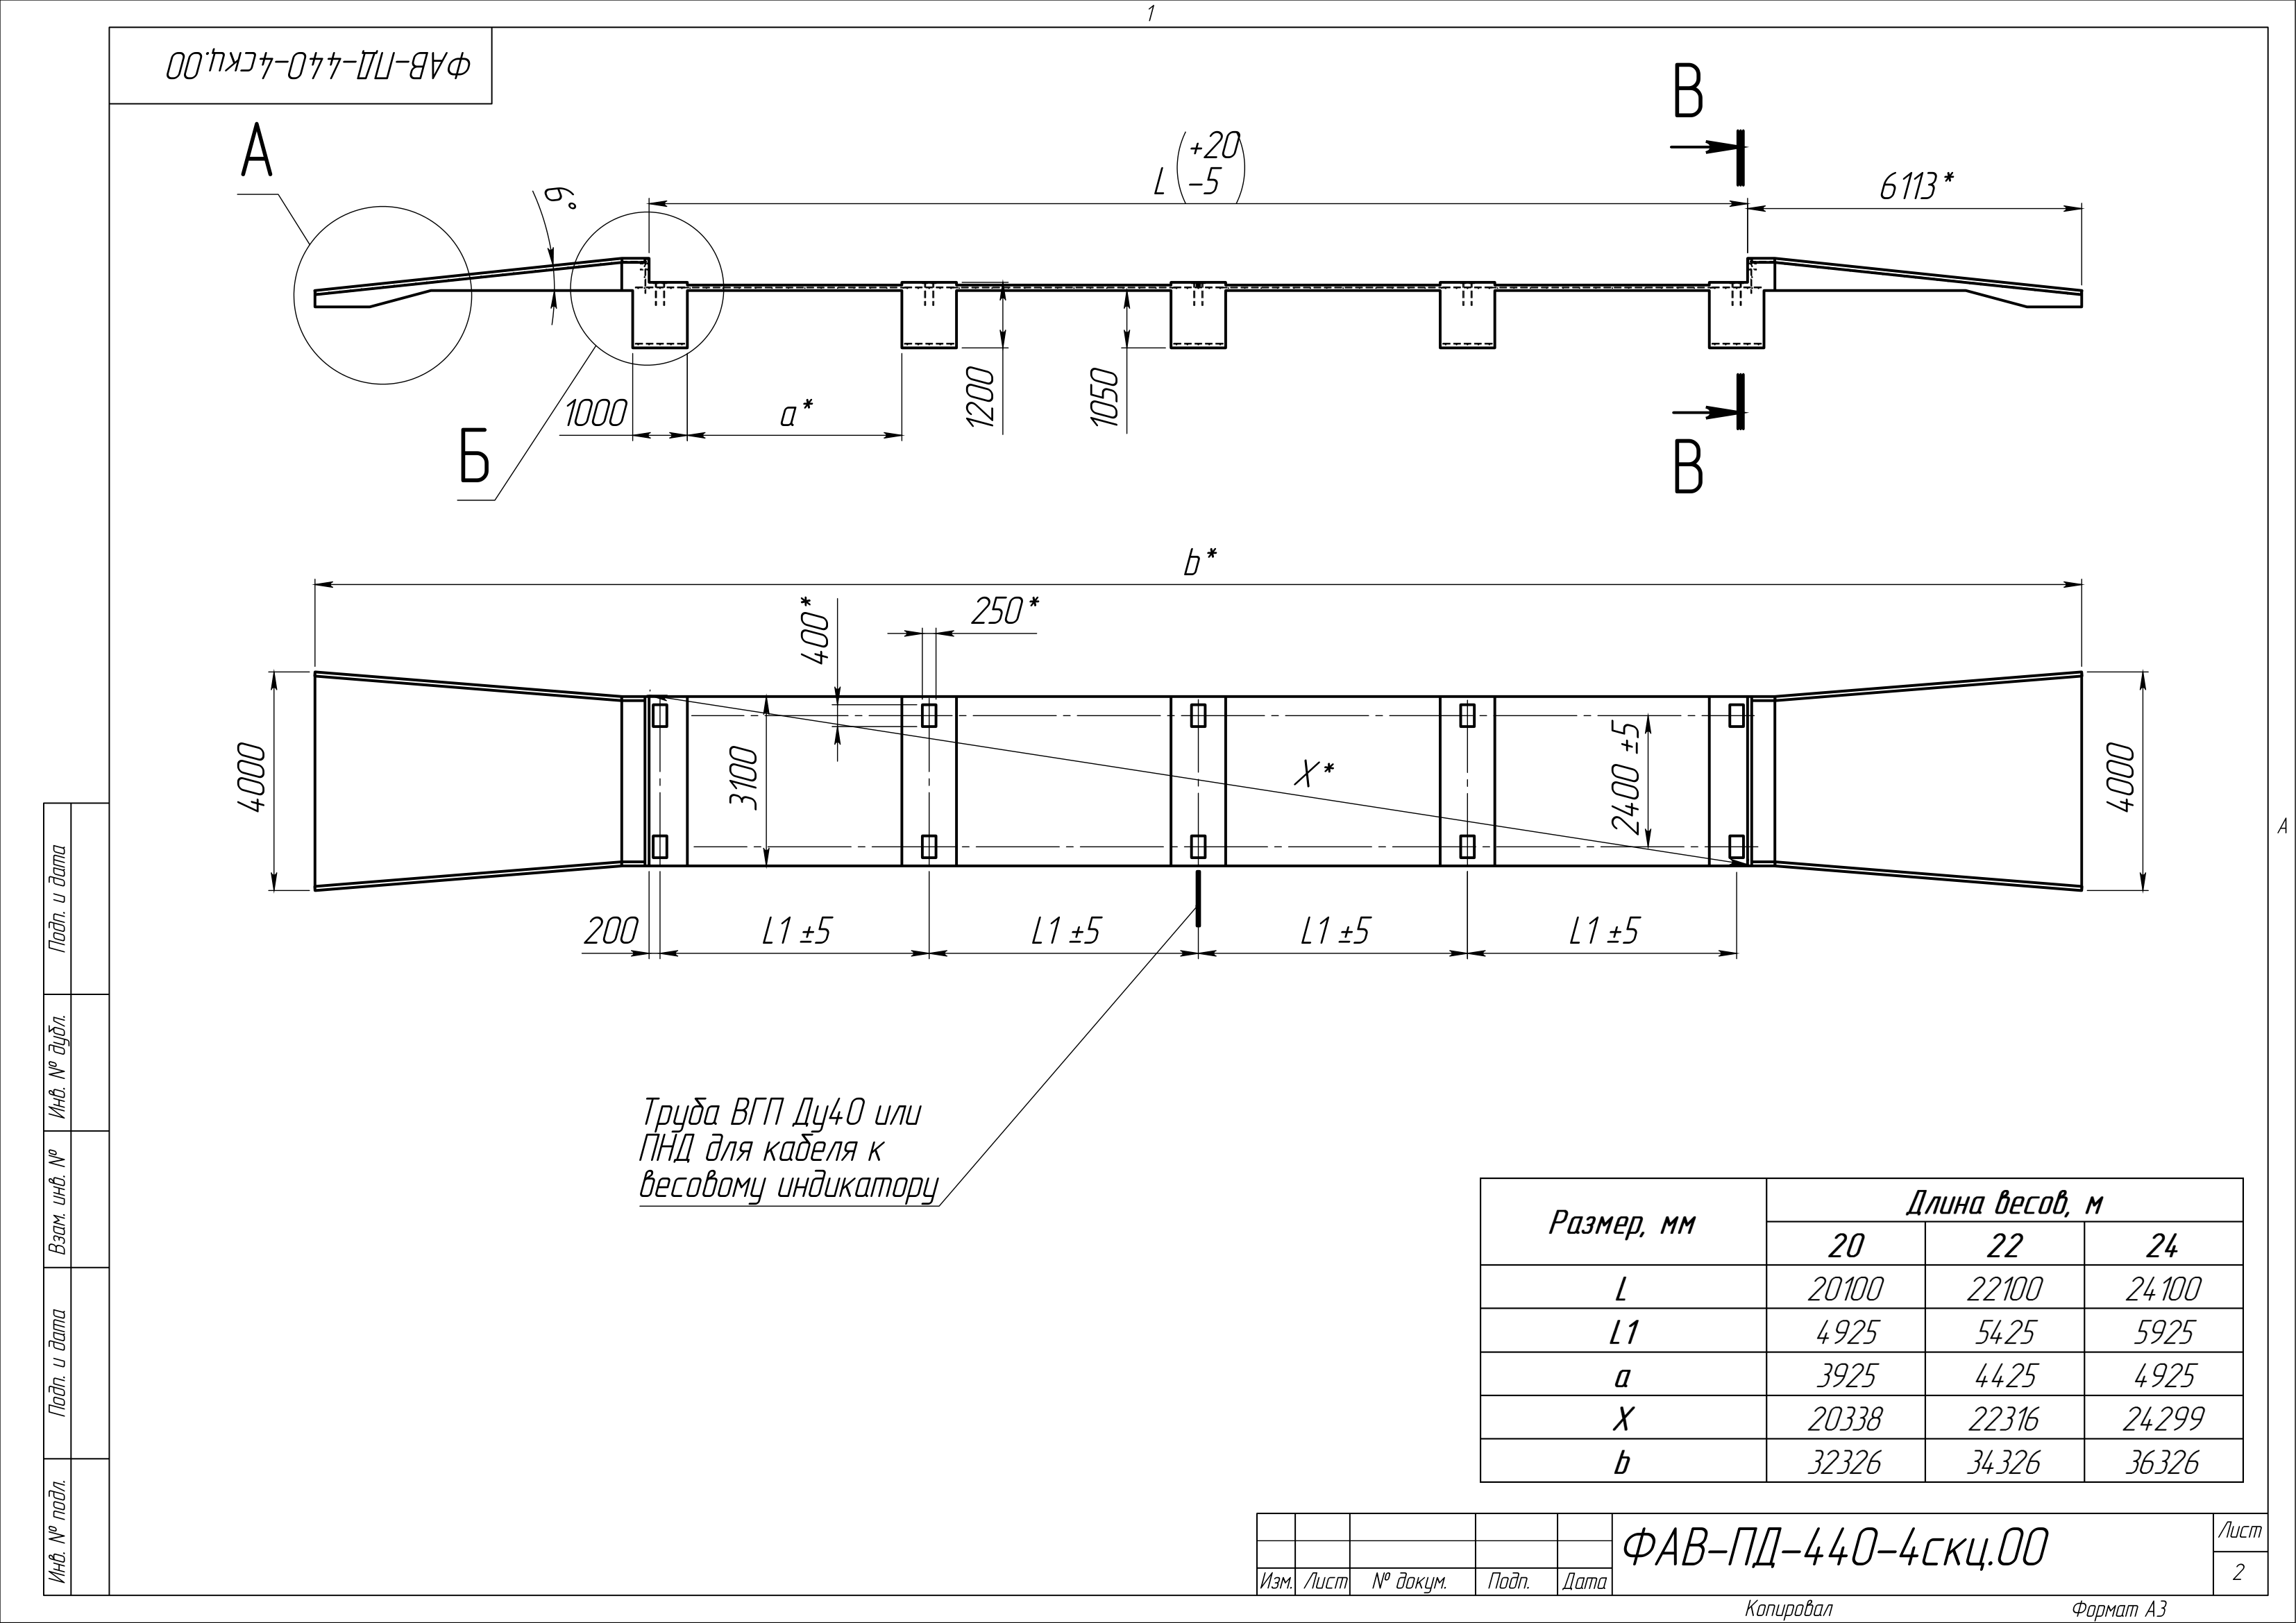 1
ФАВ-ПД-440-4скц.00
А
В
L (+20
-5)
6113*
6°
1000
a*
1200
1050
Б
В
b*
400*
250*
4000
3100
X*
2400 ±5
4000
А
200
L1 ±5
L1 ±5
L1 ±5
L1 ±5
Труба ВГП Ду40 или
ПНД для кабеля к
весовому индикатору
Размер, мм
Длина весов, м
20 22 24
L 20100 22100 24100
L1 4925 5425 5925
a 3925 4425 4925
X 20338 22316 24299
b 32326 34326 36326
Подп. и дата
Инв. № дубл.
Взам. инв. №
Подп. и дата
Инв. № подл.
ФАВ-ПД-440-4скц.00
Лист
2
Изм. Лист № докум. Подп. Дата
Копировал Формат А3